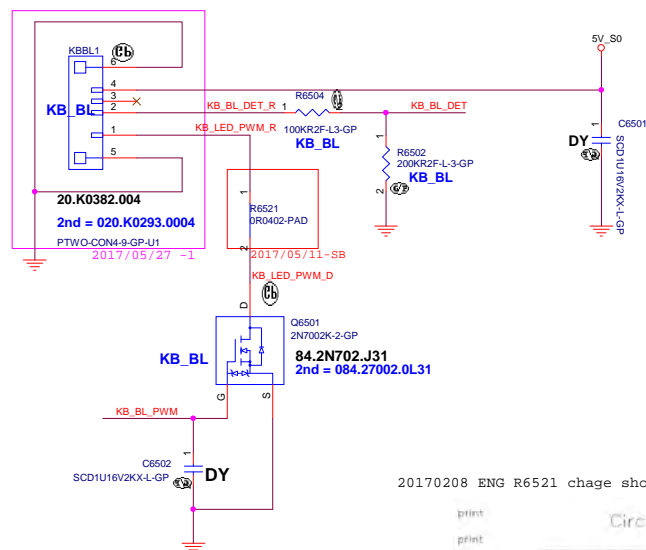 5V_S0
KBBL1
6
4
3
2
1
5
KB_BL
KB_BL_DET_R
1
R6504
100KR2F-L3-GP
KB_BL
KB_BL_DET
1
R6502
200KR2F-L-3-GP
KB_BL
2
1
C6501
DY
SCD1U16V2KX-L-GP
KB_LED_PWM_R
20.K0382.004
2nd = 020.K0293.0004
PTWO-CON4-9-GP-U1
2017/05/27 -1
1
R6521
0R0402-PAD
2
2017/05/11-SB
KB_LED_PWM_D
D
Q6501
2N7002K-2-GP
KB_BL
84.2N702.J31
2nd = 084.27002.0L31
G
S
KB_BL_PWM
1
C6502
SCD1U16V2KX-L-GP
DY
20170208 ENG R6521 chage sho
print
Circ
print